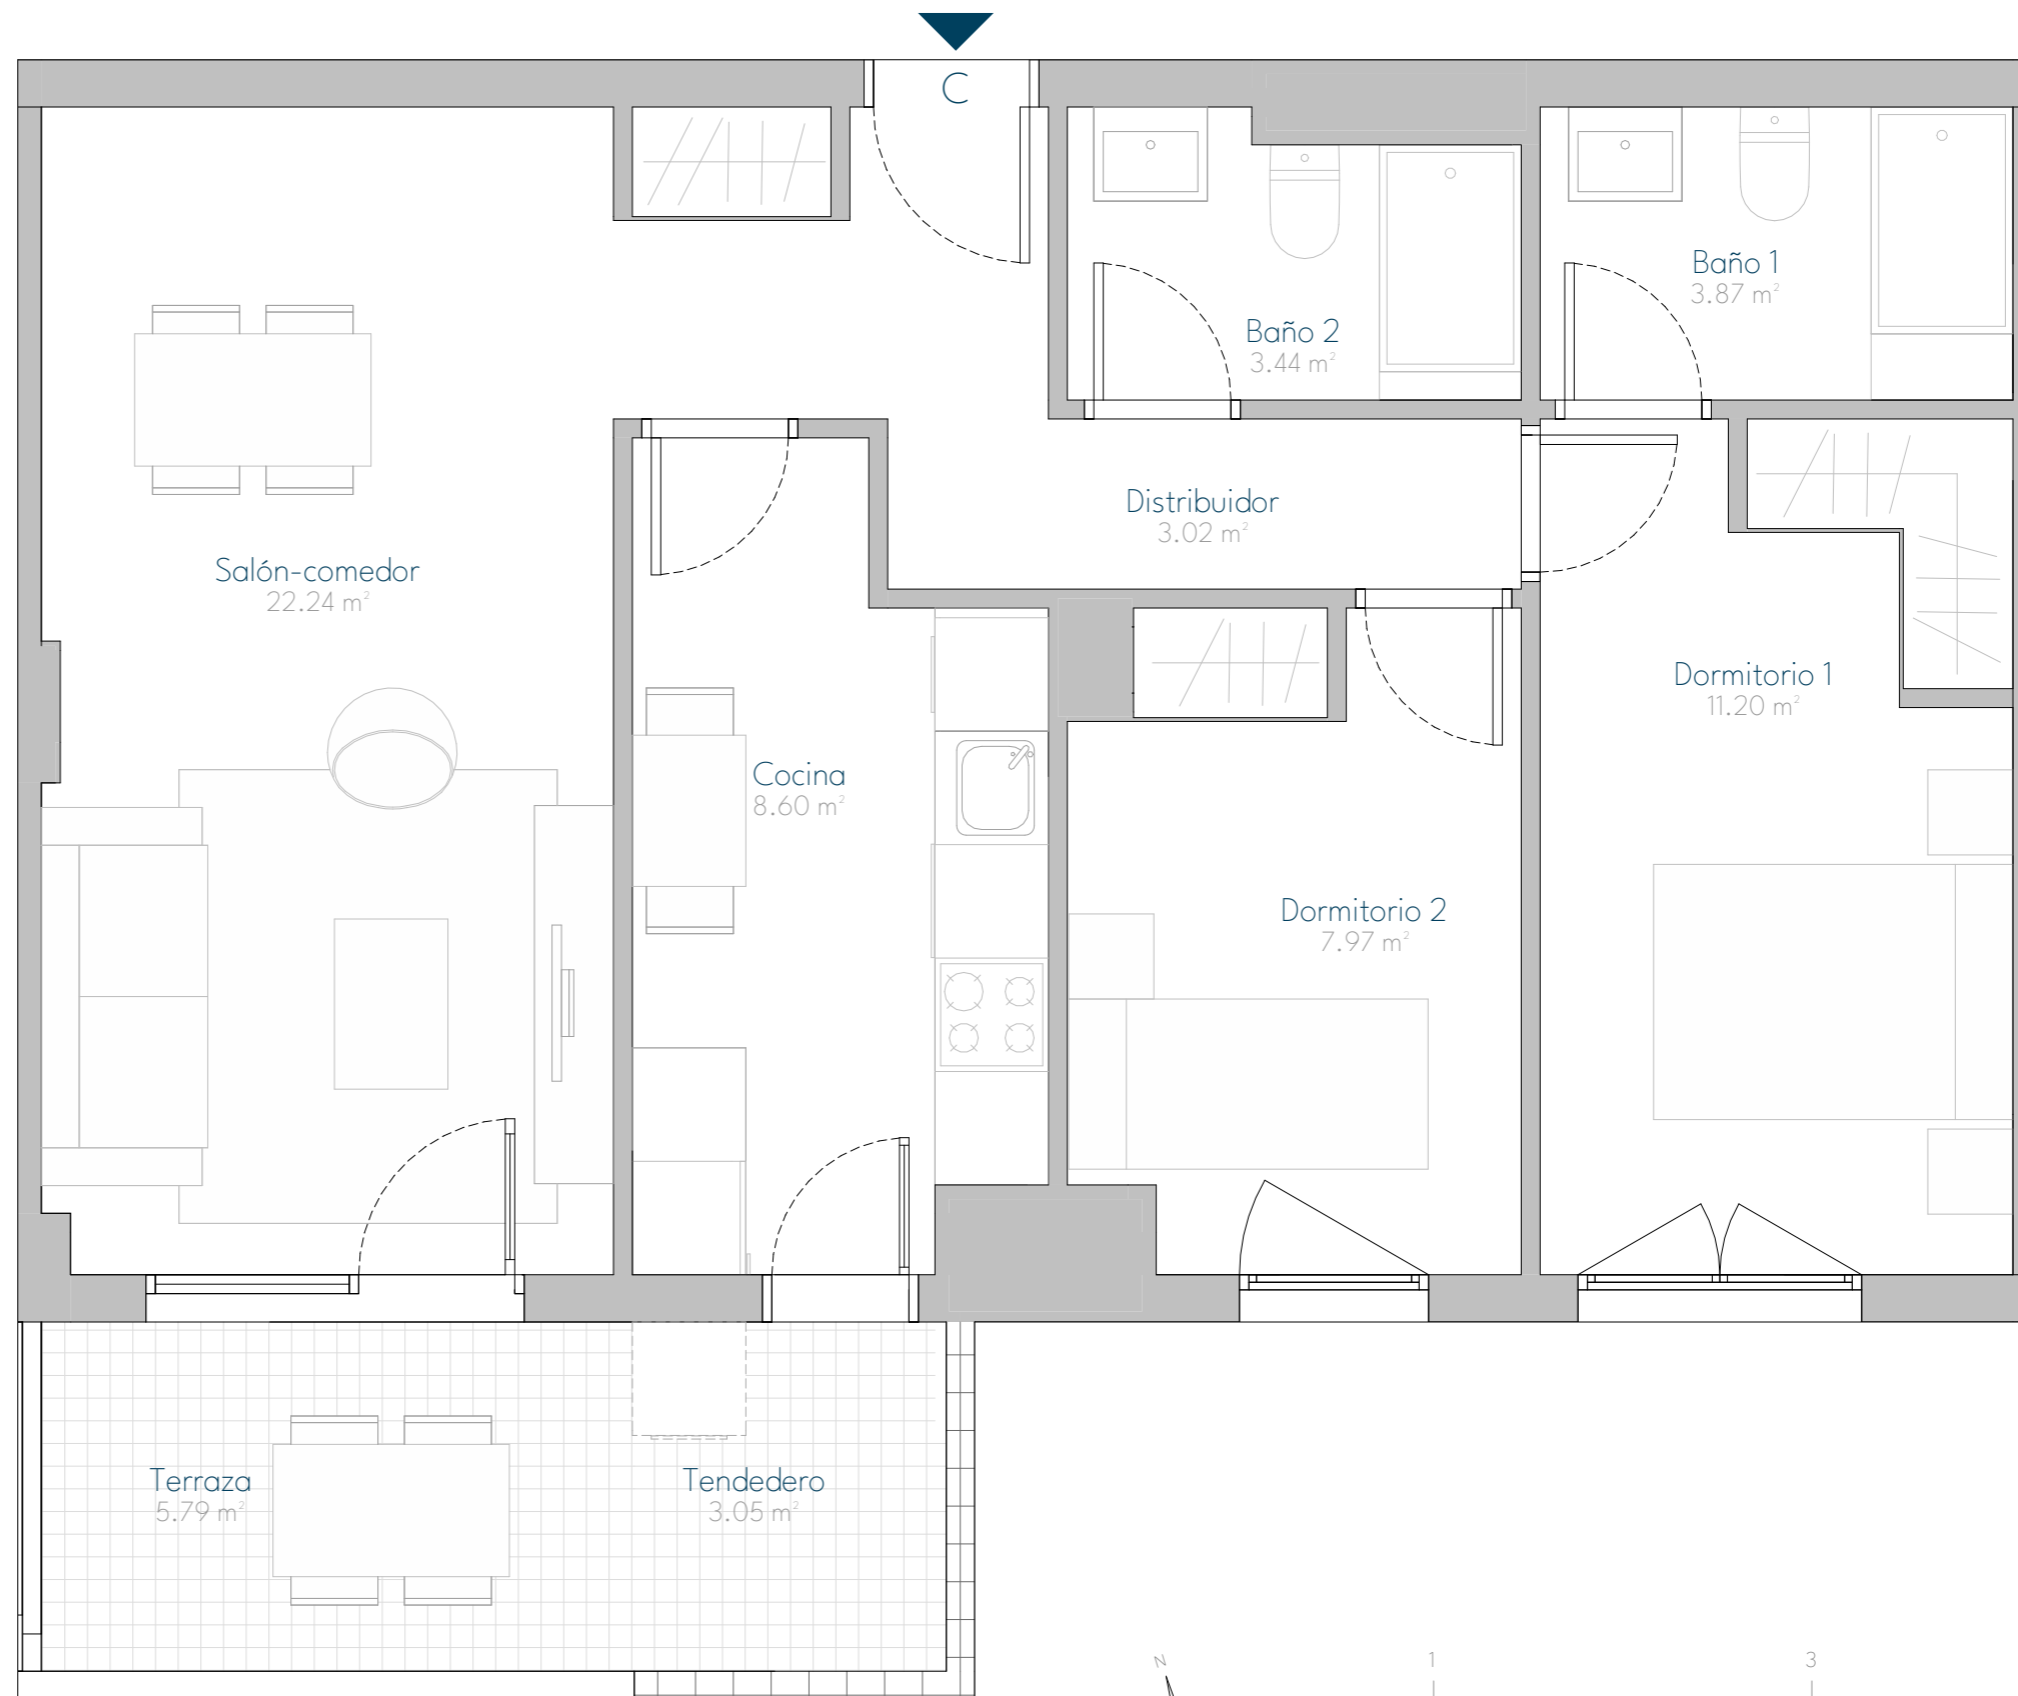 C
Baño 1
3.87 m²
Baño 2
3.44 m²
Distribuidor
3.02 m²
Salón-comedor
22.24 m²
Dormitorio 1
11.20 m²
Cocina
8.60 m²
Dormitorio 2
7.97 m²
Terraza
5.79 m²
Tendedero
3.05 m²
N
1
3